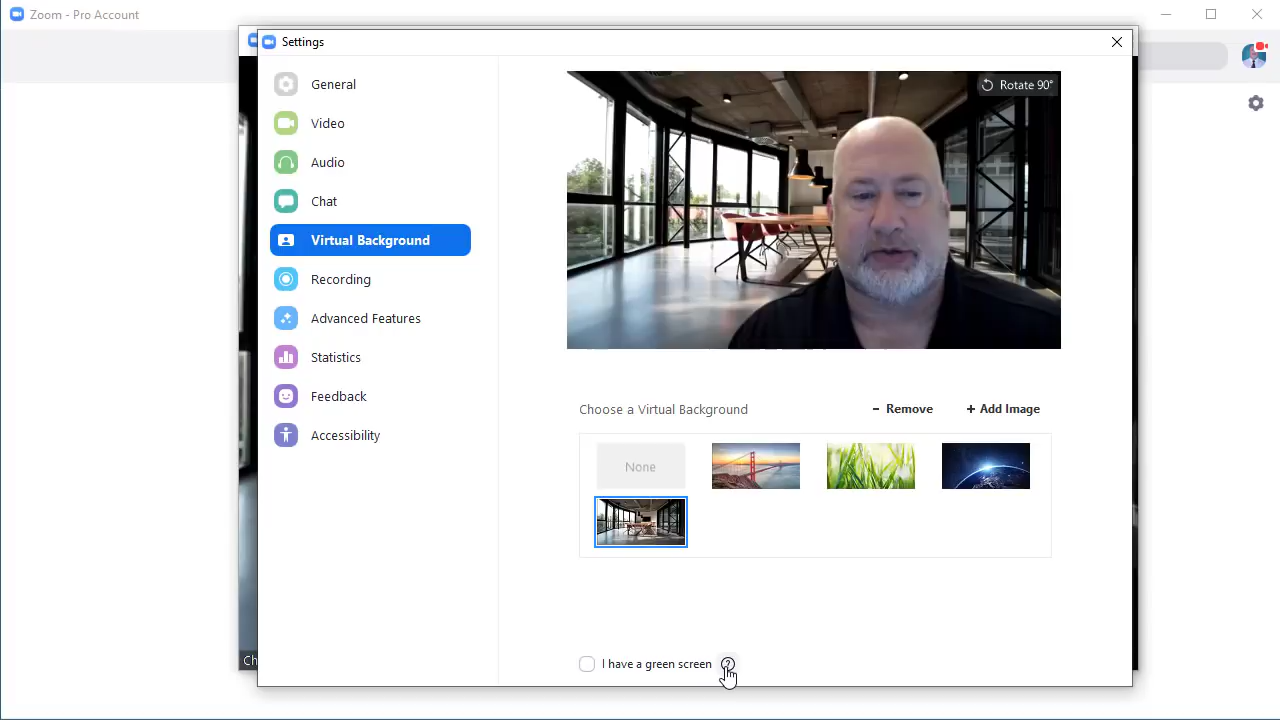 Zoom - Pro Account
Settings
General
Video
Audio
Chat
Virtual Background
Recording
Advanced Features
Statistics
Feedback
Accessibility
Rotate 90°
Choose a Virtual Background
− Remove
+ Add Image
None
I have a green screen
?
Ch